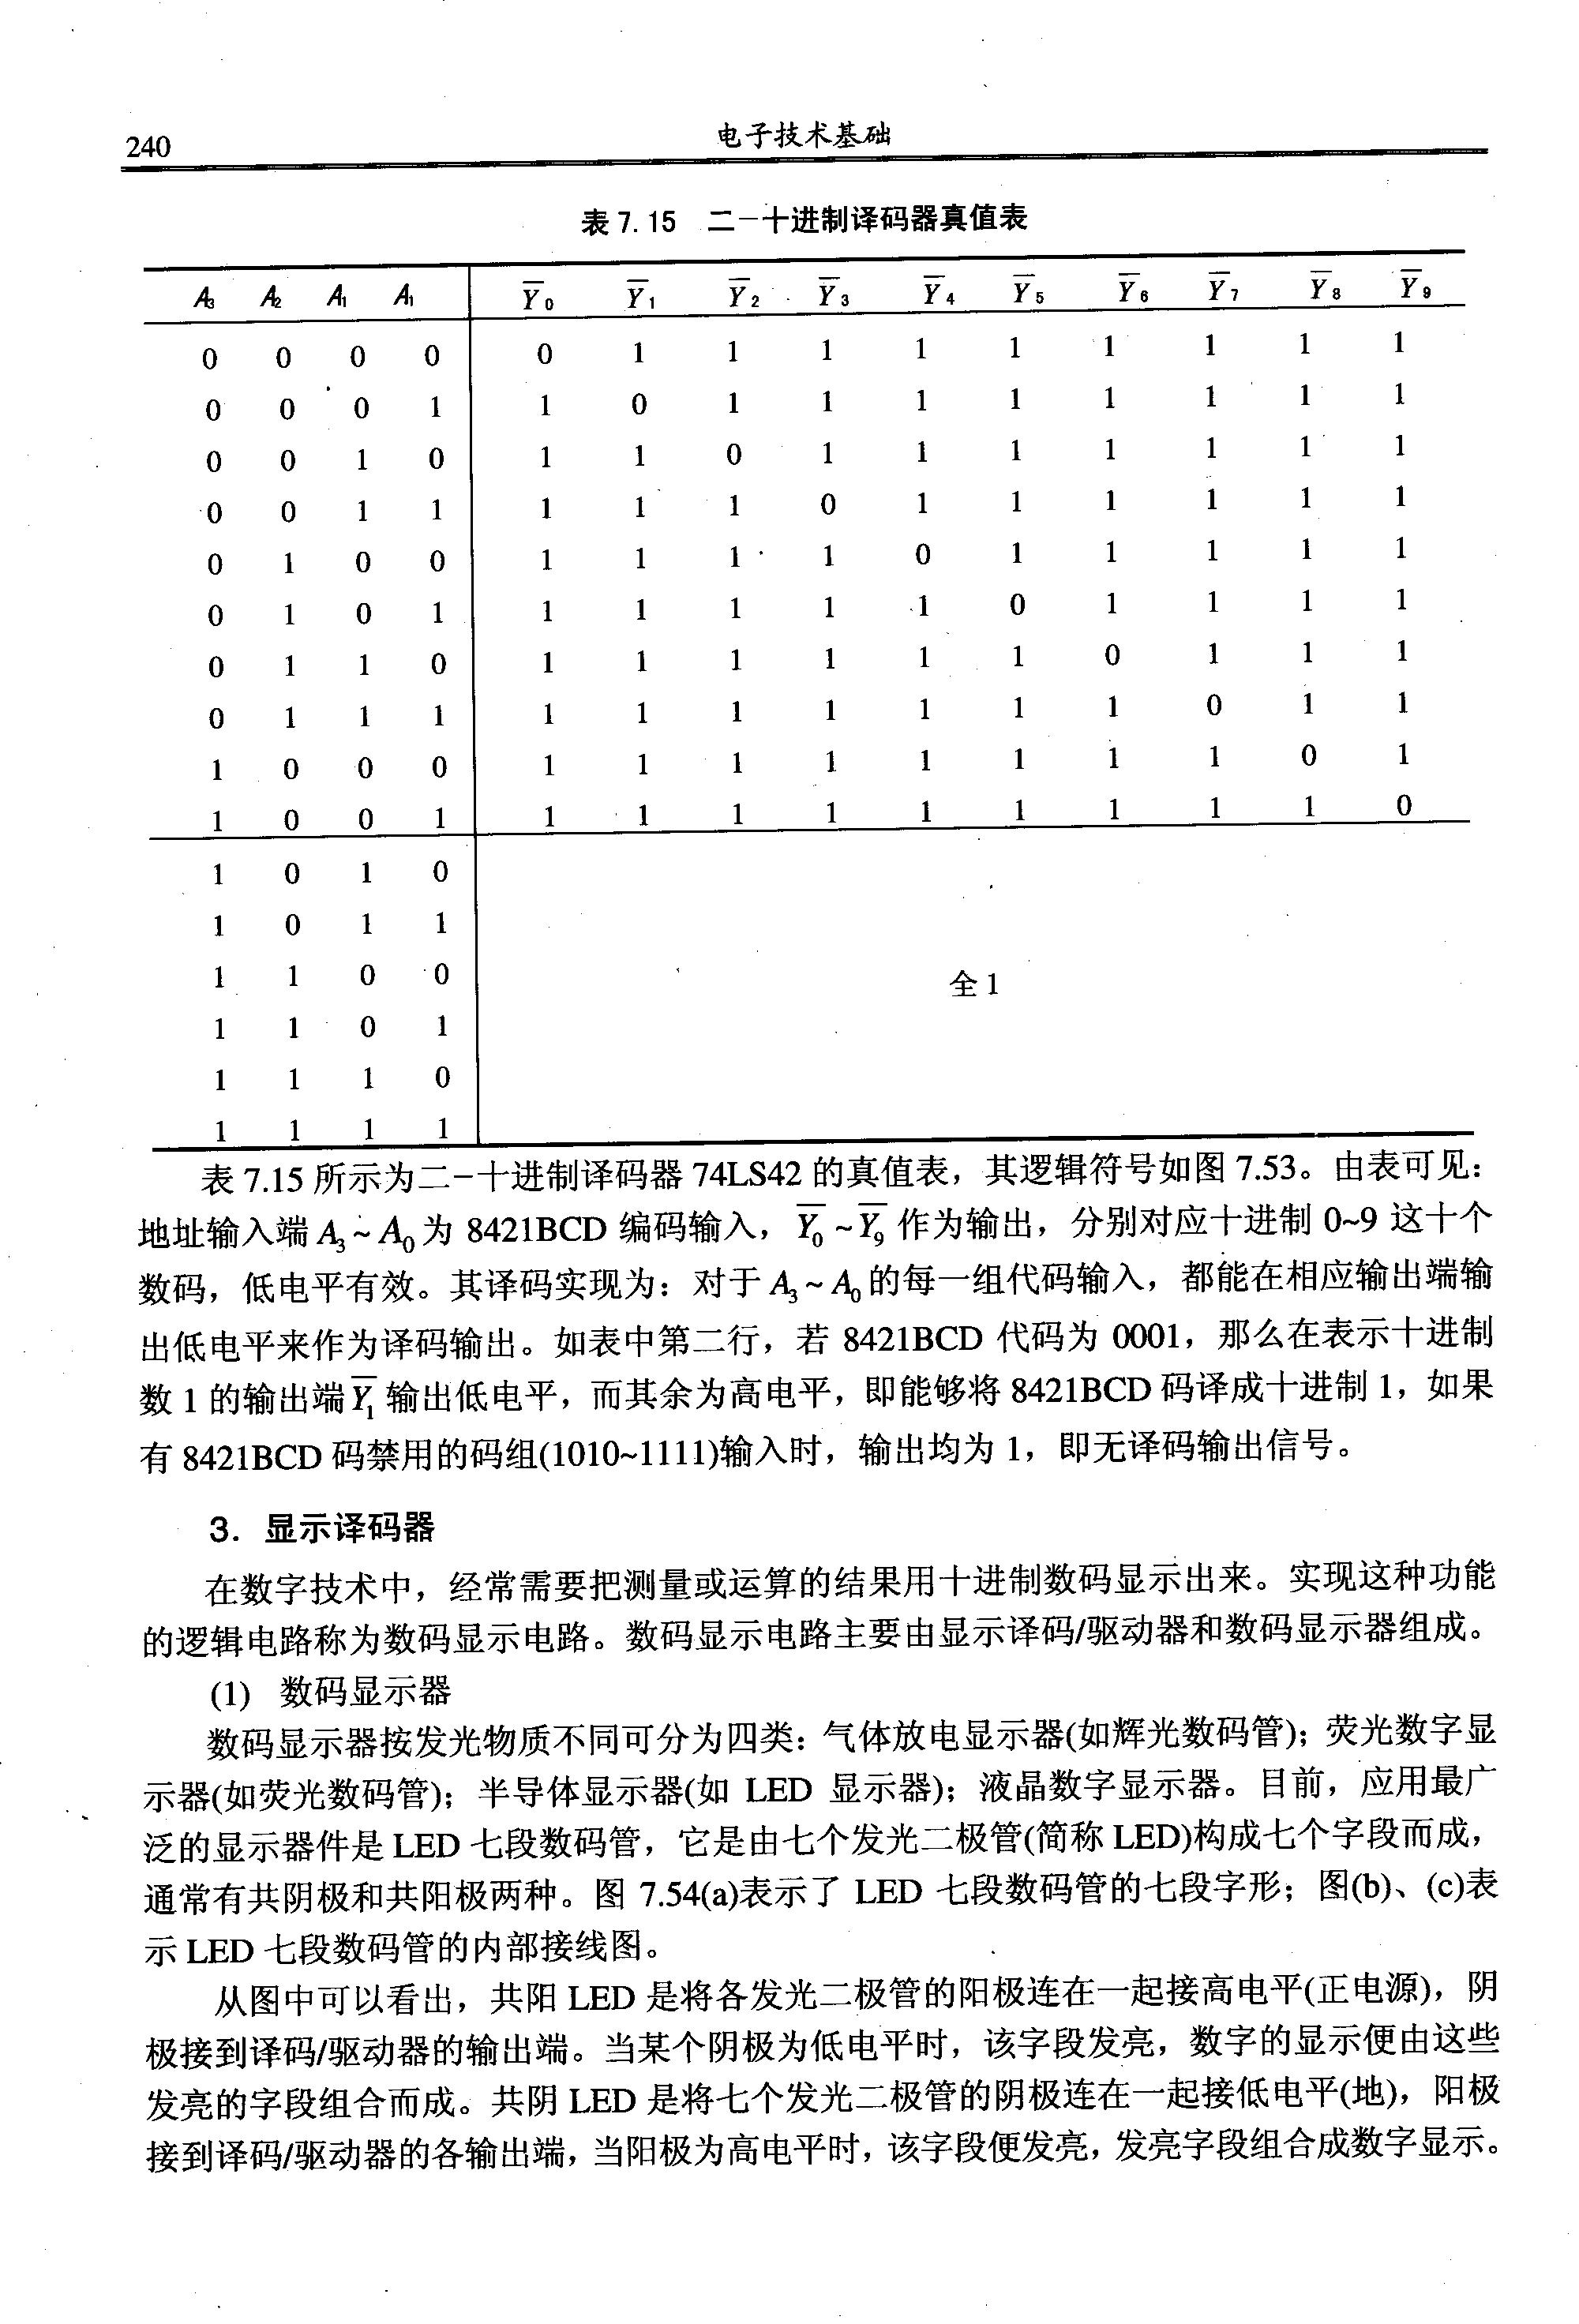 240
电子技术基础
表 7.15 二-十进制译码器真值表
A₃ A₂ A₁ A₁ Y̅₀ Y̅₁ Y̅₂ Y̅₃ Y̅₄ Y̅₅ Y̅₆ Y̅₇ Y̅₈ Y̅₉
0 0 0 0 0 1 1 1 1 1 1 1 1 1
0 0 0 1 1 0 1 1 1 1 1 1 1 1
0 0 1 0 1 1 0 1 1 1 1 1 1 1
0 0 1 1 1 1 1 0 1 1 1 1 1 1
0 1 0 0 1 1 1 1 0 1 1 1 1 1
0 1 0 1 1 1 1 1 1 0 1 1 1 1
0 1 1 0 1 1 1 1 1 1 0 1 1 1
0 1 1 1 1 1 1 1 1 1 1 0 1 1
1 0 0 0 1 1 1 1 1 1 1 1 0 1
1 0 0 1 1 1 1 1 1 1 1 1 1 0
1 0 1 0
1 0 1 1
1 1 0 0
全 1
1 1 0 1
1 1 1 0
1 1 1 1
表 7.15 所示为二-十进制译码器 74LS42 的真值表，其逻辑符号如图 7.53。由表可见：
地址输入端 A₃ ~ A₀ 为 8421BCD 编码输入，Y̅₀ ~ Y̅₉ 作为输出，分别对应十进制 0~9 这十个
数码，低电平有效。其译码实现为：对于 A₃ ~ A₀ 的每一组代码输入，都能在相应输出端输
出低电平来作为译码输出。如表中第二行，若 8421BCD 代码为 0001，那么在表示十进制
数 1 的输出端 Y̅₁ 输出低电平，而其余为高电平，即能够将 8421BCD 码译成十进制 1，如果
有 8421BCD 码禁用的码组(1010~1111)输入时，输出均为 1，即无译码输出信号。
3．显示译码器
在数字技术中，经常需要把测量或运算的结果用十进制数码显示出来。实现这种功能
的逻辑电路称为数码显示电路。数码显示电路主要由显示译码/驱动器和数码显示器组成。
(1) 数码显示器
数码显示器按发光物质不同可分为四类：气体放电显示器(如辉光数码管)；荧光数字显
示器(如荧光数码管)；半导体显示器(如 LED 显示器)；液晶数字显示器。目前，应用最广
泛的显示器件是 LED 七段数码管，它是由七个发光二极管(简称 LED)构成七个字段而成，
通常有共阴极和共阳极两种。图 7.54(a)表示了 LED 七段数码管的七段字形；图(b)、(c)表
示 LED 七段数码管的内部接线图。
从图中可以看出，共阳 LED 是将各发光二极管的阳极连在一起接高电平(正电源)，阴
极接到译码/驱动器的输出端。当某个阴极为低电平时，该字段发亮，数字的显示便由这些
发亮的字段组合而成。共阴 LED 是将七个发光二极管的阴极连在一起接低电平(地)，阳极
接到译码/驱动器的各输出端，当阳极为高电平时，该字段便发亮，发亮字段组合成数字显示。